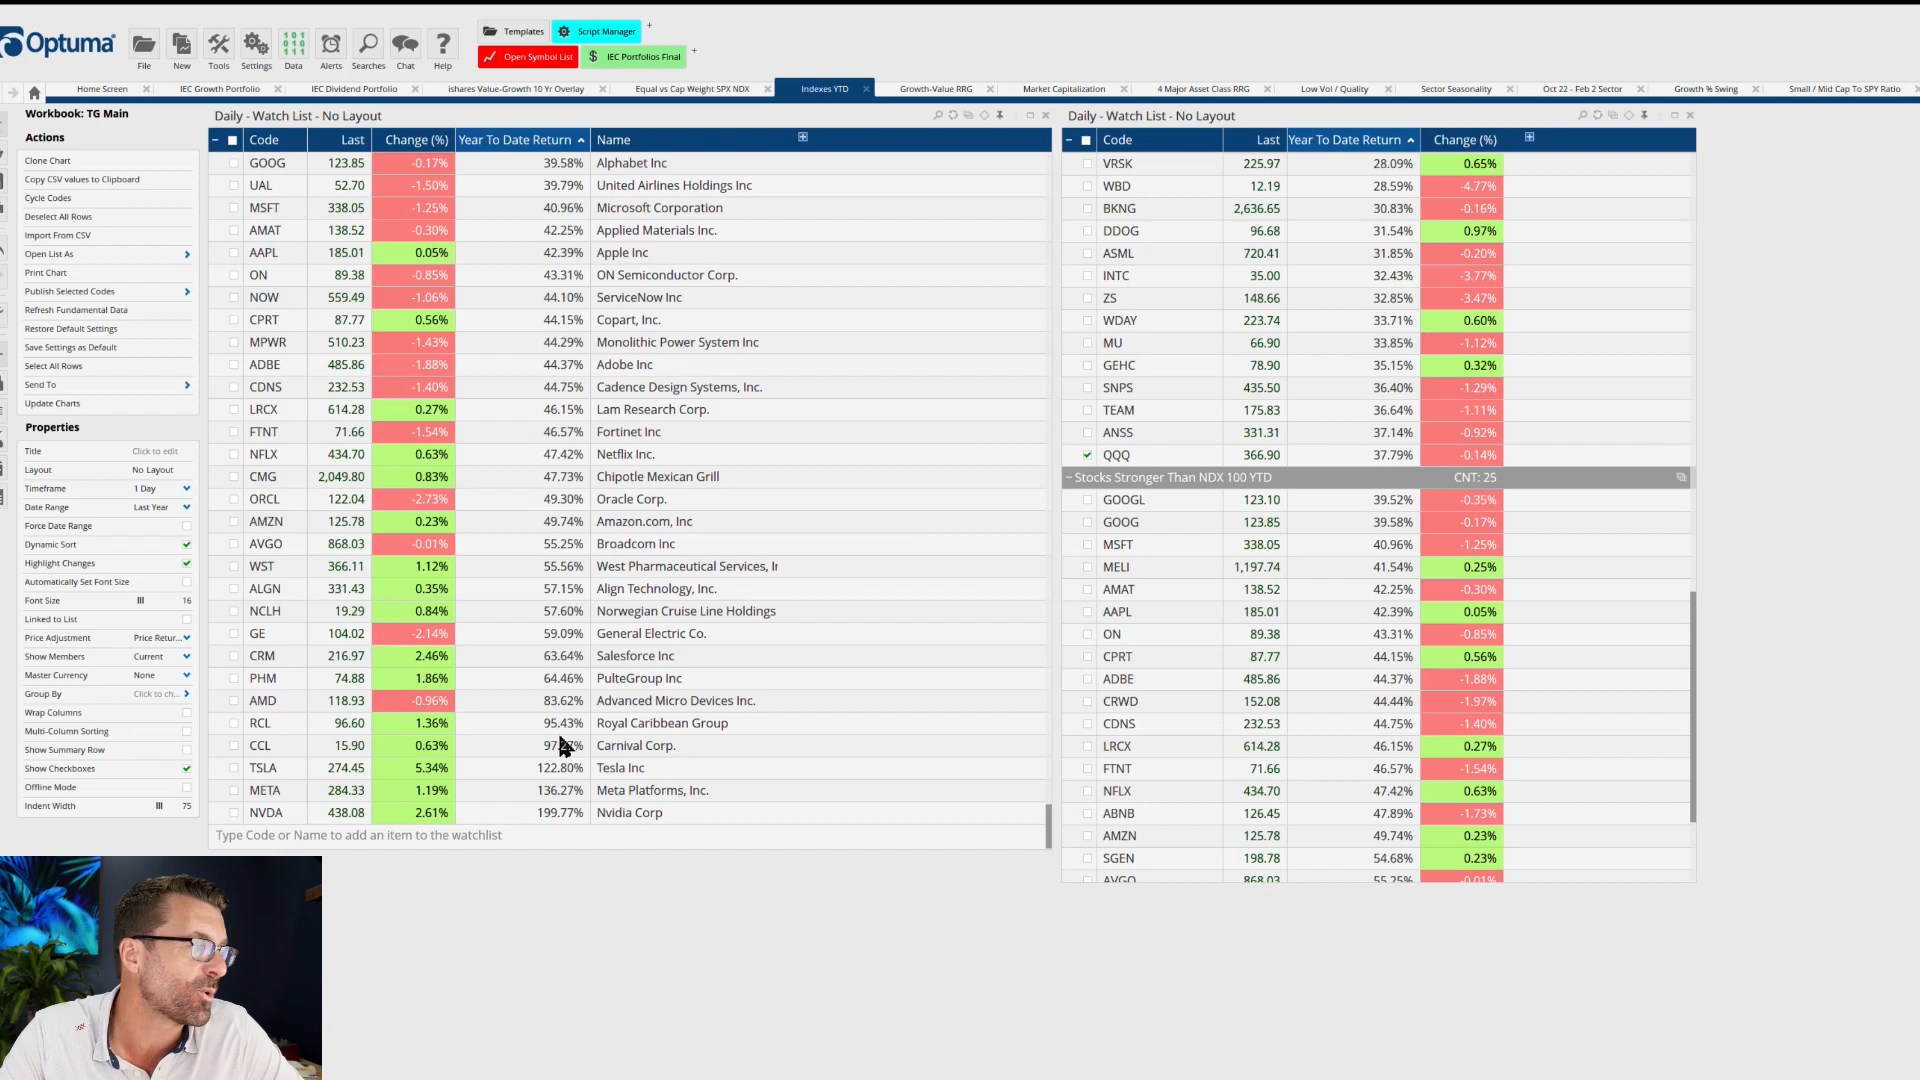 Optuma
File
New
Tools
Settings
Data
Alerts
Searches
Chat
Help
Templates
Script Manager
Open Symbol List
IEC Portfolios Final
Home Screen
IEC Growth Portfolio
IEC Dividend Portfolio
ishares Value-Growth 10 Yr Overlay
Equal vs Cap Weight SPX NDX
Indexes YTD
Growth-Value RRG
Market Capitalization
4 Major Asset Class RRG
Low Vol / Quality
Sector Seasonality
Oct 22 - Feb 2 Sector
Growth % Swing
Small / Mid Cap To SPY Ratio
Workbook: TG Main
Actions
Clone Chart
Copy CSV values to Clipboard
Cycle Codes
Deselect All Rows
Import From CSV
Open List As
Print Chart
Publish Selected Codes
Refresh Fundamental Data
Restore Default Settings
Save Settings as Default
Select All Rows
Send To
Update Charts
Properties
Title Click to edit
Layout No Layout
Timeframe 1 Day
Date Range Last Year
Force Date Range
Dynamic Sort
Highlight Changes
Automatically Set Font Size
Font Size 16
Linked to List
Price Adjustment Price Retur...
Show Members Current
Master Currency None
Group By Click to ch...
Wrap Columns
Multi-Column Sorting
Show Summary Row
Show Checkboxes
Offline Mode
Indent Width 75
Daily - Watch List - No Layout
Code Last Change (%) Year To Date Return Name
GOOG 123.85 -0.17% 39.58% Alphabet Inc
UAL 52.70 -1.50% 39.79% United Airlines Holdings Inc
MSFT 338.05 -1.25% 40.96% Microsoft Corporation
AMAT 138.52 -0.30% 42.25% Applied Materials Inc.
AAPL 185.01 0.05% 42.39% Apple Inc
ON 89.38 -0.85% 43.31% ON Semiconductor Corp.
NOW 559.49 -1.06% 44.10% ServiceNow Inc
CPRT 87.77 0.56% 44.15% Copart, Inc.
MPWR 510.23 -1.43% 44.29% Monolithic Power System Inc
ADBE 485.86 -1.88% 44.37% Adobe Inc
CDNS 232.53 -1.40% 44.75% Cadence Design Systems, Inc.
LRCX 614.28 0.27% 46.15% Lam Research Corp.
FTNT 71.66 -1.54% 46.57% Fortinet Inc
NFLX 434.70 0.63% 47.42% Netflix Inc.
CMG 2,049.80 0.83% 47.73% Chipotle Mexican Grill
ORCL 122.04 -2.73% 49.30% Oracle Corp.
AMZN 125.78 0.23% 49.74% Amazon.com, Inc
AVGO 868.03 -0.01% 55.25% Broadcom Inc
WST 366.11 1.12% 55.56% West Pharmaceutical Services, Ir
ALGN 331.43 0.35% 57.15% Align Technology, Inc.
NCLH 19.29 0.84% 57.60% Norwegian Cruise Line Holdings
GE 104.02 -2.14% 59.09% General Electric Co.
CRM 216.97 2.46% 63.64% Salesforce Inc
PHM 74.88 1.86% 64.46% PulteGroup Inc
AMD 118.93 -0.96% 83.62% Advanced Micro Devices Inc.
RCL 96.60 1.36% 95.43% Royal Caribbean Group
CCL 15.90 0.63% Carnival Corp.
TSLA 274.45 5.34% 122.80% Tesla Inc
META 284.33 1.19% 136.27% Meta Platforms, Inc.
NVDA 438.08 2.61% 199.77% Nvidia Corp
Type Code or Name to add an item to the watchlist
Daily - Watch List - No Layout
Code Last Year To Date Return Change (%)
VRSK 225.97 28.09% 0.65%
WBD 12.19 28.59% -4.77%
BKNG 2,636.65 30.83% -0.16%
DDOG 96.68 31.54% 0.97%
ASML 720.41 31.85% -0.20%
INTC 35.00 32.43% -3.77%
ZS 148.66 32.85% -3.47%
WDAY 223.74 33.71% 0.60%
MU 66.90 33.85% -1.12%
GEHC 78.90 35.15% 0.32%
SNPS 435.50 36.40% -1.29%
TEAM 175.83 36.64% -1.11%
ANSS 331.31 37.14% -0.92%
QQQ 366.90 37.79% -0.14%
Stocks Stronger Than NDX 100 YTD CNT: 25
GOOGL 123.10 39.52% -0.35%
GOOG 123.85 39.58% -0.17%
MSFT 338.05 40.96% -1.25%
MELI 1,197.74 41.54% 0.25%
AMAT 138.52 42.25% -0.30%
AAPL 185.01 42.39% 0.05%
ON 89.38 43.31% -0.85%
CPRT 87.77 44.15% 0.56%
ADBE 485.86 44.37% -1.88%
CRWD 152.08 44.44% -1.97%
CDNS 232.53 44.75% -1.40%
LRCX 614.28 46.15% 0.27%
FTNT 71.66 46.57% -1.54%
NFLX 434.70 47.42% 0.63%
ABNB 126.45 47.89% -1.73%
AMZN 125.78 49.74% 0.23%
SGEN 198.78 54.68% 0.23%
AVGO 868.03 55.25% -0.01%